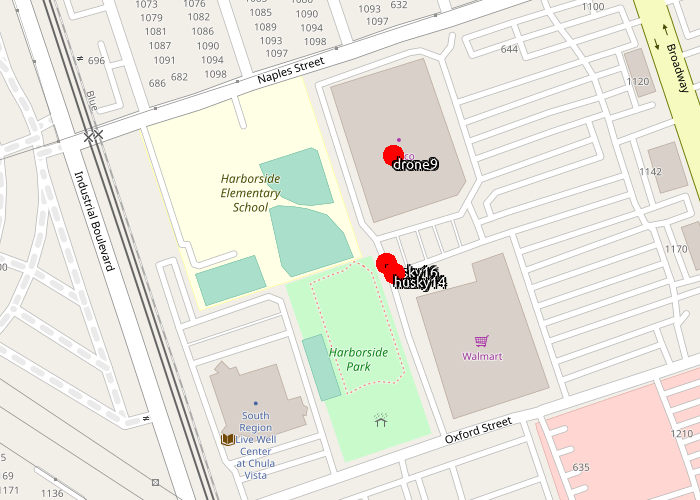 1073
1079
1081
1087
1091
1076
1082
1086
1090
1094
1098
1085
1089
1093
1097
1090
1094
1098
1093
1097
632
1100
644
696
686
682
Blue
Naples Street
Broadway
1120
1142
1170
drone9
Harborside
Elementary
School
Industrial Boulevard
husky14
Walmart
Harborside
Park
South
Region
Live Well
Center
at Chula
Vista
Oxford Street
1210
635
169
1171
1136